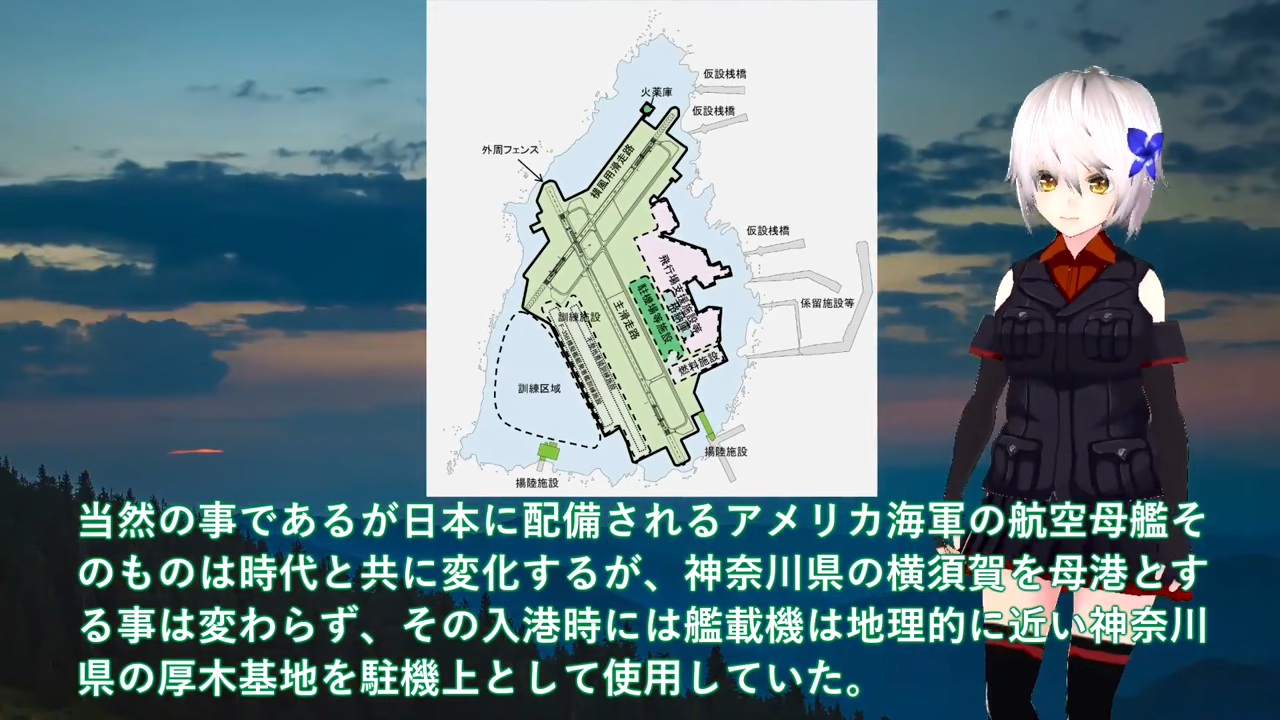 仮設桟橋
火薬庫
仮設桟橋
外周フェンス
横風用滑走路
仮設桟橋
飛行場支援施設等
駐機場等施設
係留施設等
訓練施設
主滑走路
燃料施設
訓練区域
揚陸施設
揚陸施設
当然の事であるが日本に配備されるアメリカ海軍の航空母艦そ
のものは時代と共に変化するが、神奈川県の横須賀を母港とす
る事は変わらず、その入港時には艦載機は地理的に近い神奈川
県の厚木基地を駐機上として使用していた。